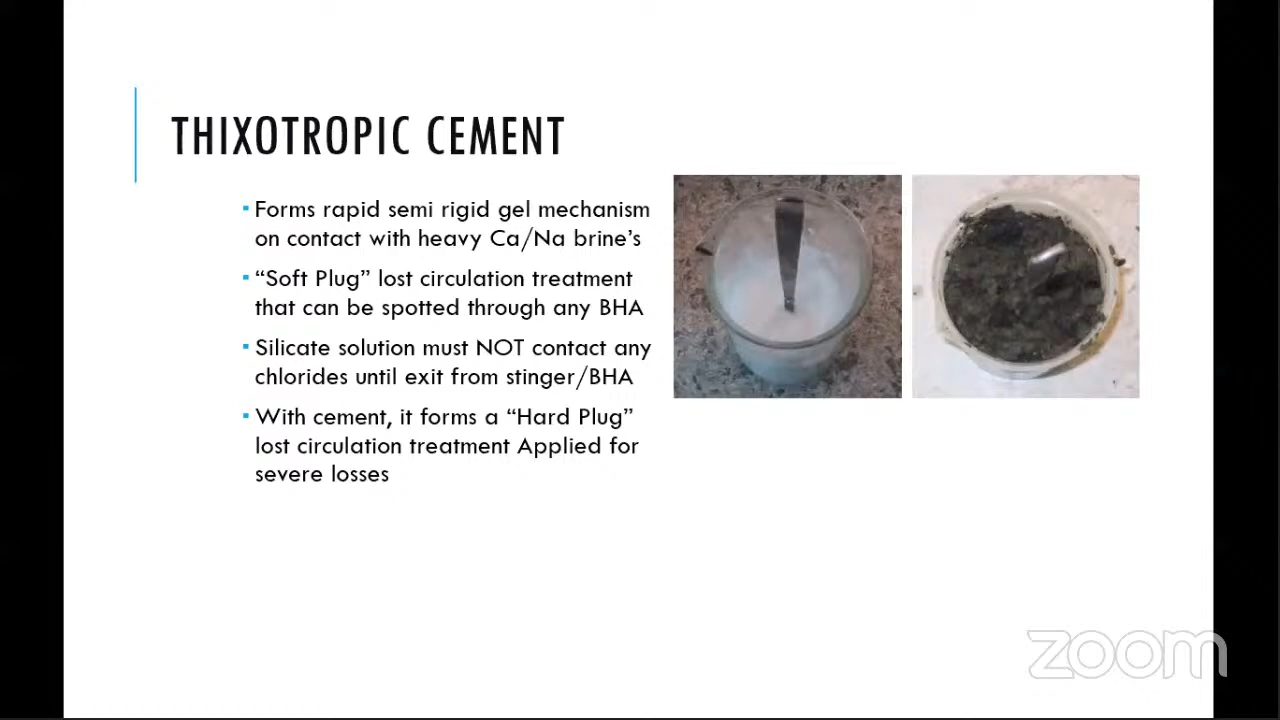 THIXOTROPIC CEMENT
Forms rapid semi rigid gel mechanism
on contact with heavy Ca/Na brine's
"Soft Plug" lost circulation treatment
that can be spotted through any BHA
Silicate solution must NOT contact any
chlorides until exit from stinger/BHA
With cement, it forms a "Hard Plug"
lost circulation treatment Applied for
severe losses
zoom